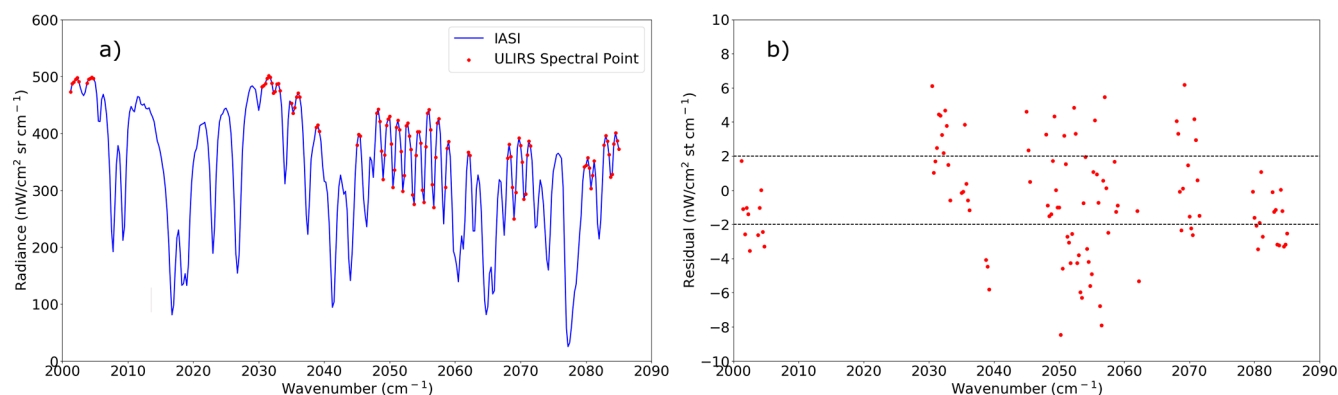 a)
IASI
ULIRS Spectral Point
600
500
400
300
200
100
0
2000 2010 2020 2030 2040 2050 2060 2070 2080 2090
Radiance (nW/cm² sr cm⁻¹)
Wavenumber (cm⁻¹)
b)
10
8
6
4
2
0
−2
−4
−6
−8
−10
2000 2010 2020 2030 2040 2050 2060 2070 2080 2090
Residual (nW/cm² st cm⁻¹)
Wavenumber (cm⁻¹)